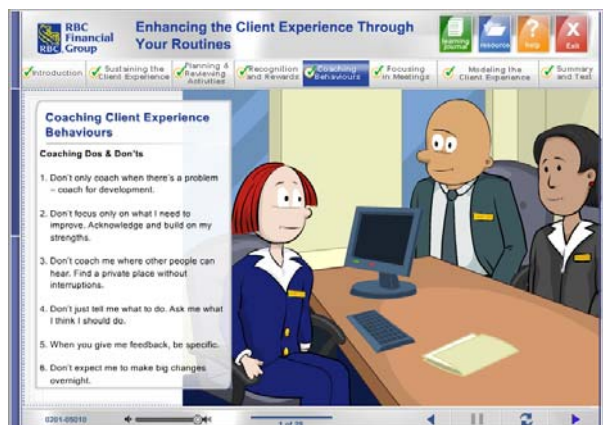 RBC
Financial
Group
Enhancing the Client Experience Through
Your Routines
learning
journal
resource
help
Exit
Introduction
Sustaining the
Client Experience
Planning &
Reviewing
Activities
Recognition
and Rewards
Coaching
Behaviours
Focusing
in Meetings
Modeling the
Client Experience
Summary
and Test
Coaching Client Experience
Behaviours
Coaching Dos & Don'ts
1. Don't only coach when there's a problem
– coach for development.
2. Don't focus only on what I need to
improve. Acknowledge and build on my
strengths.
3. Don't coach me where other people can
hear. Find a private place without
interruptions.
4. Don't just tell me what to do. Ask me what
I think I should do.
5. When you give me feedback, be specific.
6. Don't expect me to make big changes
overnight.
0201-05010